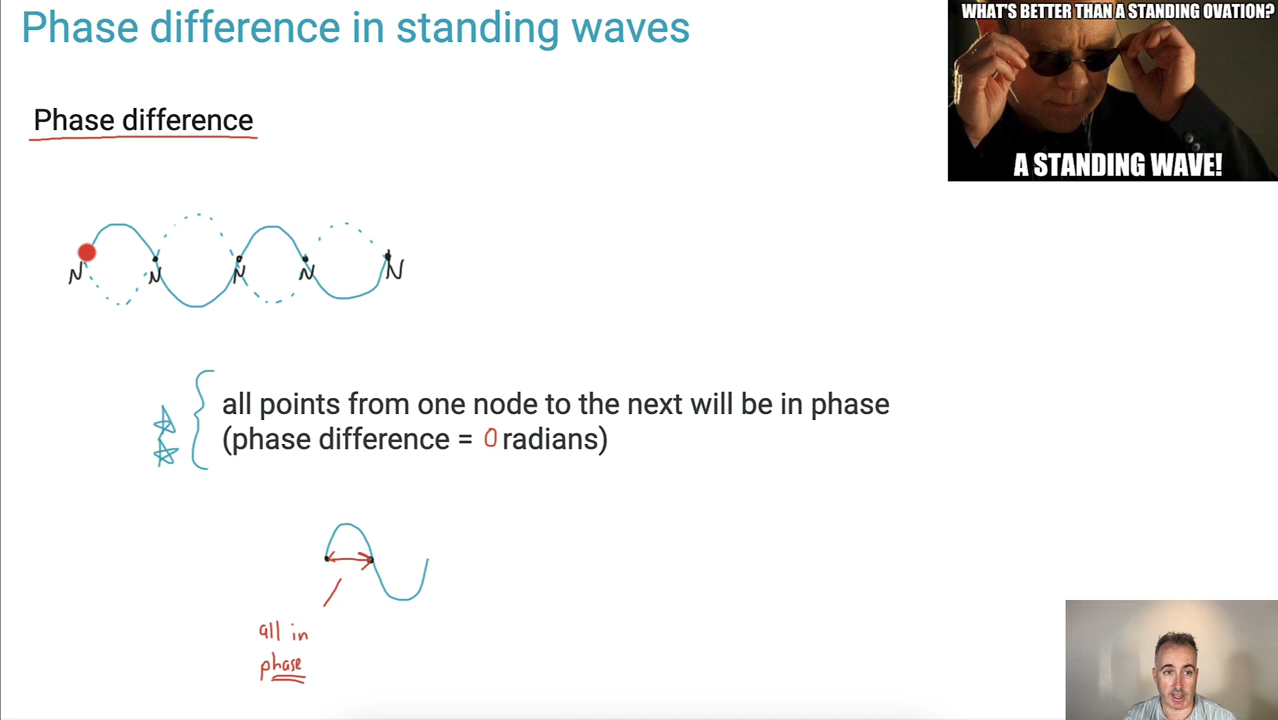 Phase difference in standing waves
WHAT'S BETTER THAN A STANDING OVATION?
A STANDING WAVE!
Phase difference
N N N N N
all points from one node to the next will be in phase
(phase difference = 0 radians)
all in
phase